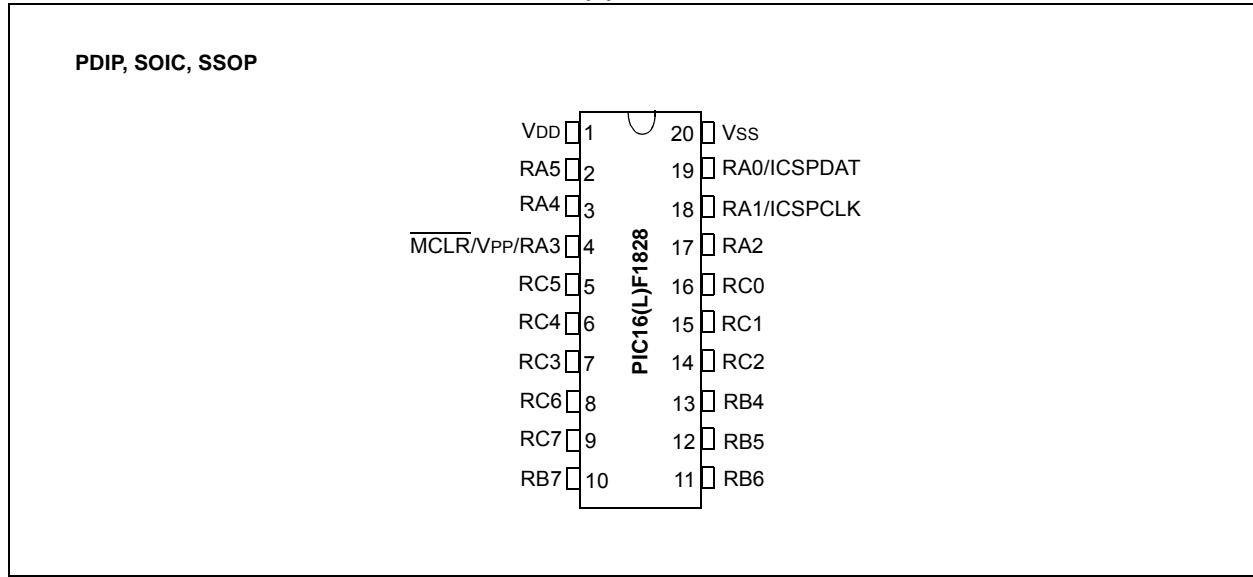 PDIP, SOIC, SSOP
VDD 1 20 VSS
RA5 2 19 RA0/ICSPDAT
RA4 3 18 RA1/ICSPCLK
MCLR/VPP/RA3 4 17 RA2
RC5 5 16 RC0
RC4 6 15 RC1
RC3 7 14 RC2
RC6 8 13 RB4
RC7 9 12 RB5
RB7 10 11 RB6
PIC16(L)F1828